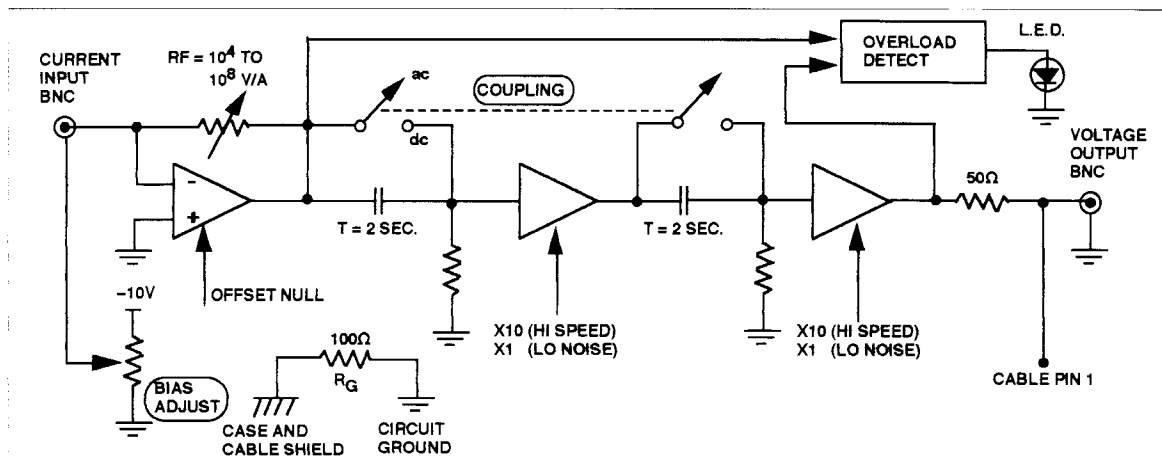 CURRENT
INPUT
BNC
RF = 10⁴ TO
10⁸ V/A
ac
COUPLING
dc
OVERLOAD
DETECT
L.E.D.
VOLTAGE
OUTPUT
BNC
50Ω
-
+
T = 2 SEC.
T = 2 SEC.
OFFSET NULL
–10V
BIAS
ADJUST
100Ω
RG
CASE AND
CABLE SHIELD
CIRCUIT
GROUND
X10 (HI SPEED)
X1 (LO NOISE)
X10 (HI SPEED)
X1 (LO NOISE)
CABLE PIN 1